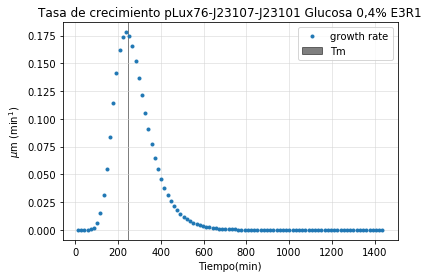 Tasa de crecimiento pLux76-J23107-J23101 Glucosa 0,4% E3R1
growth rate
Tm
0.175
0.150
0.125
0.100
0.075
0.050
0.025
0.000
μm (min¹)
0 200 400 600 800 1000 1200 1400
Tiempo(min)